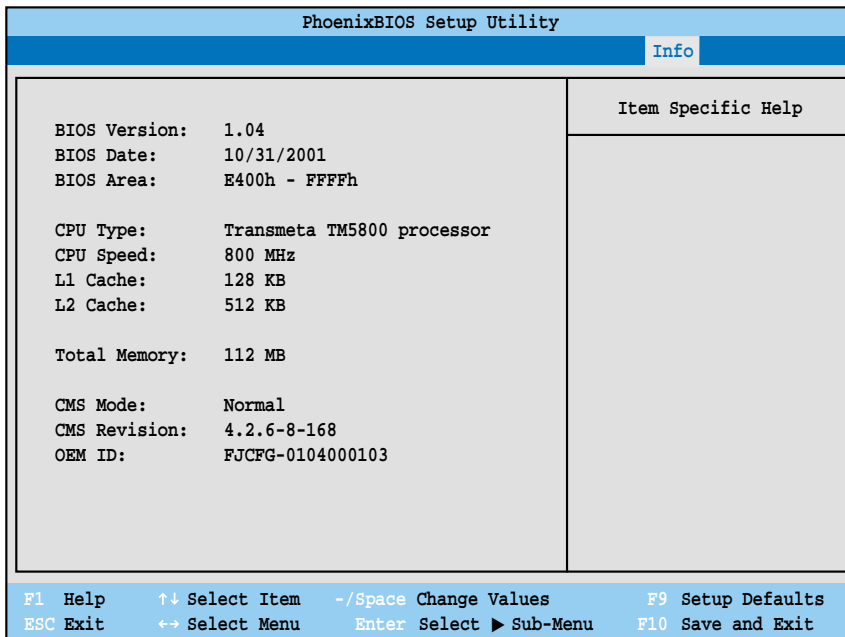 PhoenixBIOS Setup Utility
Info
BIOS Version: 1.04
BIOS Date: 10/31/2001
BIOS Area: E400h - FFFFh
CPU Type: Transmeta TM5800 processor
CPU Speed: 800 MHz
L1 Cache: 128 KB
L2 Cache: 512 KB
Total Memory: 112 MB
CMS Mode: Normal
CMS Revision: 4.2.6-8-168
OEM ID: FJCFG-0104000103
Item Specific Help
F1 Help ↑↓ Select Item -/Space Change Values F9 Setup Defaults
ESC Exit ←→ Select Menu Enter Select ▶ Sub-Menu F10 Save and Exit